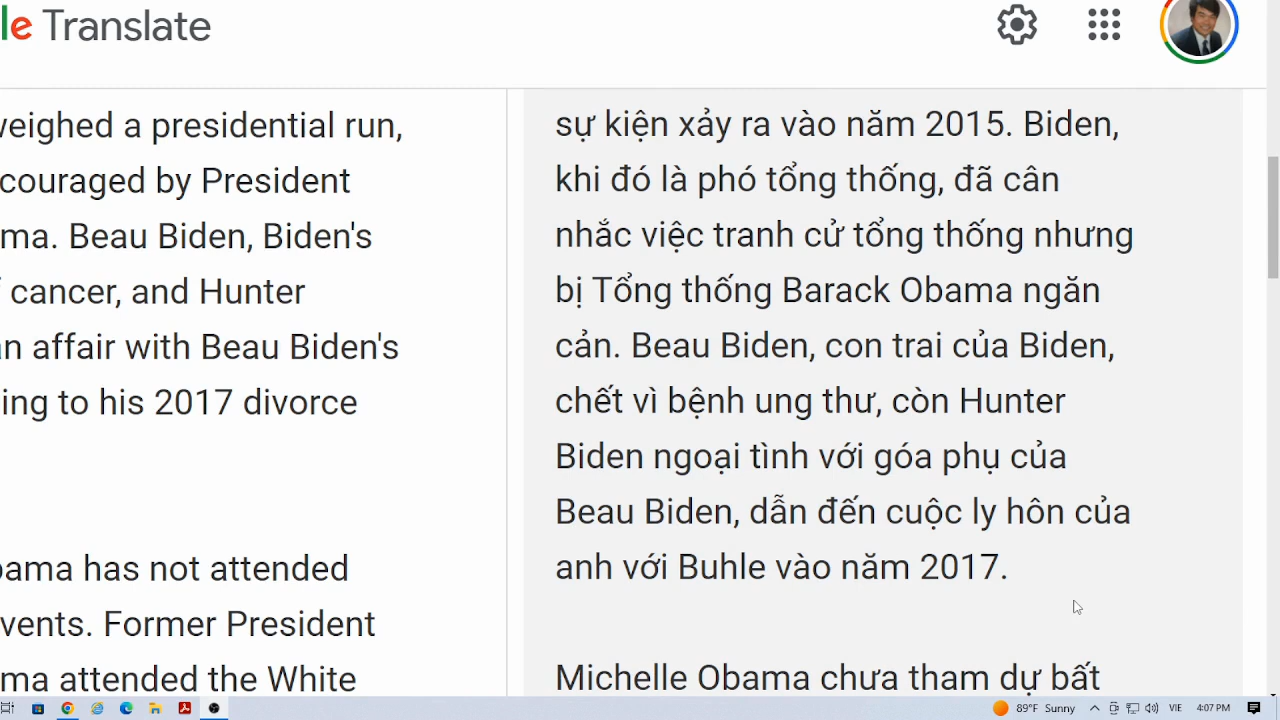 le Translate
weighed a presidential run,
couraged by President
ma. Beau Biden, Biden's
cancer, and Hunter
an affair with Beau Biden's
ing to his 2017 divorce
bama has not attended
vents. Former President
ma attended the White
sự kiện xảy ra vào năm 2015. Biden,
khi đó là phó tổng thống, đã cân
nhắc việc tranh cử tổng thống nhưng
bị Tổng thống Barack Obama ngăn
cản. Beau Biden, con trai của Biden,
chết vì bệnh ung thư, còn Hunter
Biden ngoại tình với góa phụ của
Beau Biden, dẫn đến cuộc ly hôn của
anh với Buhle vào năm 2017.
Michelle Obama chưa tham dự bất
89°F Sunny
VIE
4:07 PM